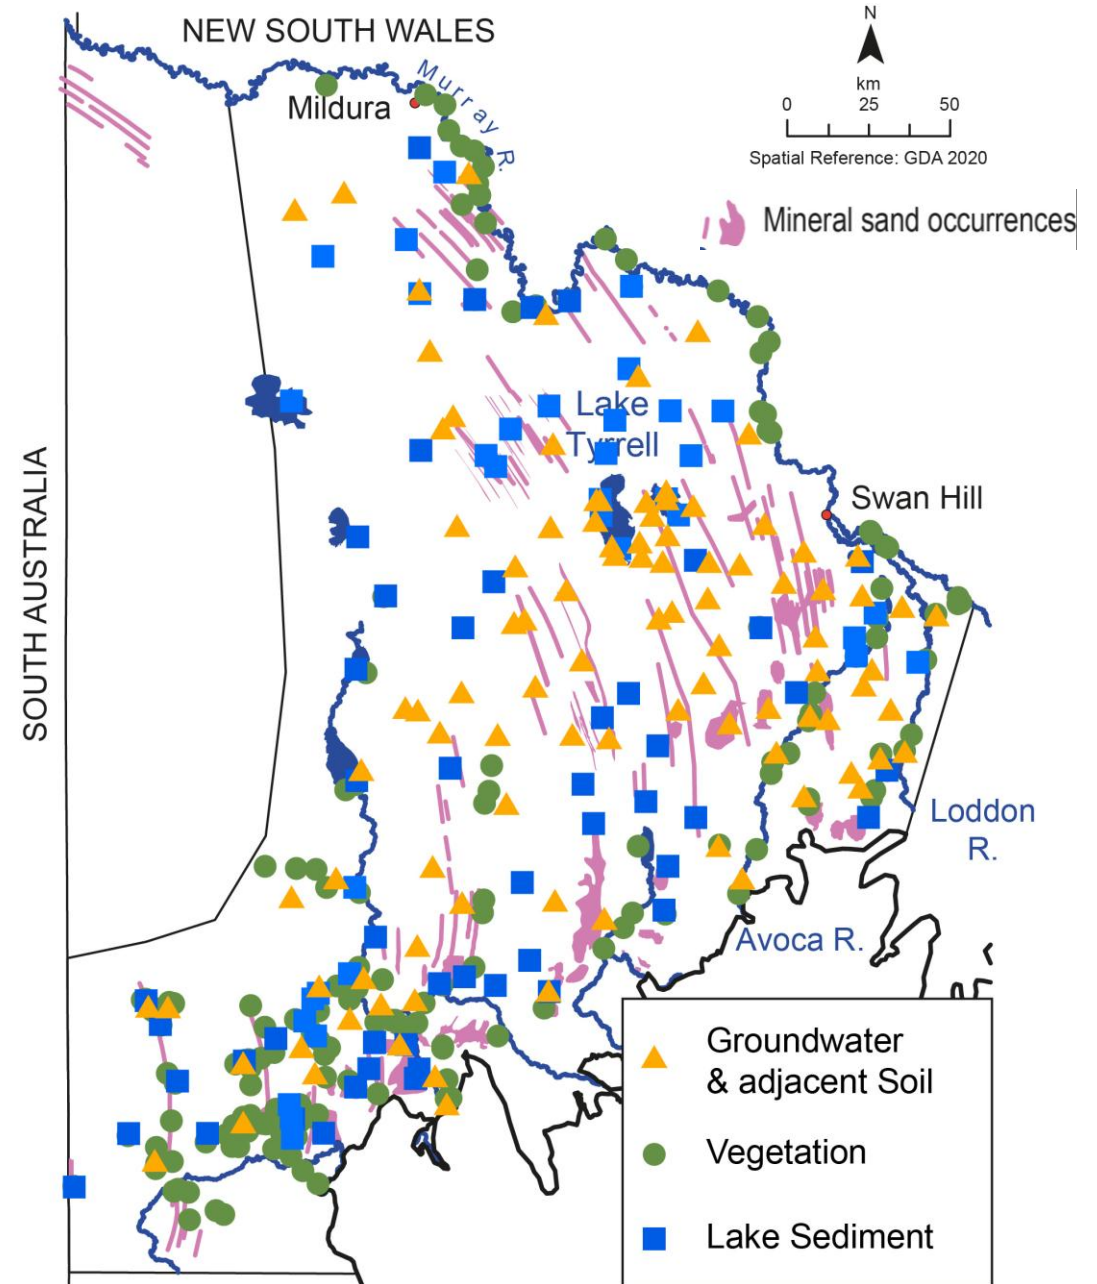 NEW SOUTH WALES
N
km
0 25 50
Spatial Reference: GDA 2020
Mildura
Murray R.
Mineral sand occurrences
SOUTH AUSTRALIA
Lake
Tyrrell
Swan Hill
Loddon
R.
Avoca R.
Groundwater
& adjacent Soil
Vegetation
Lake Sediment